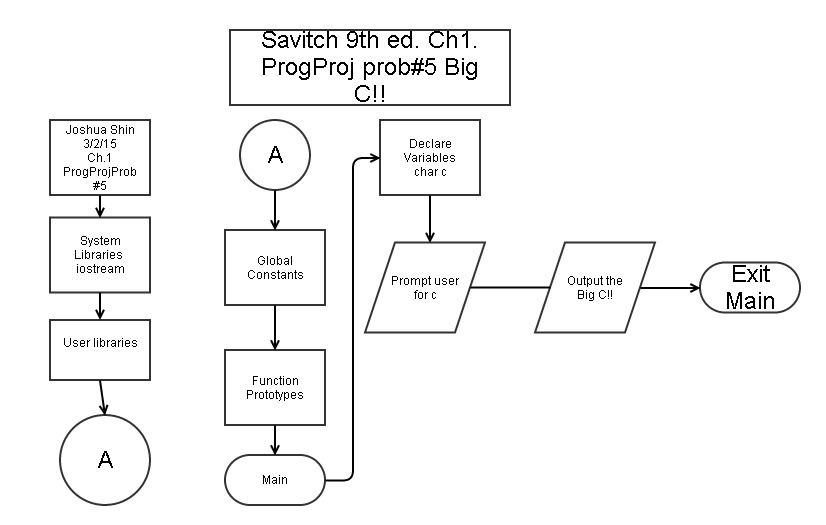 Savitch 9th ed. Ch1.
ProgProj prob#5 Big
C!!
Joshua Shin
3/2/15
Ch.1
ProgProjProb
#5
System
Libraries
iostream
User libraries
A
A
Global
Constants
Function
Prototypes
Main
Declare
Variables
char c
Prompt user
for c
Output the
Big C!!
Exit
Main